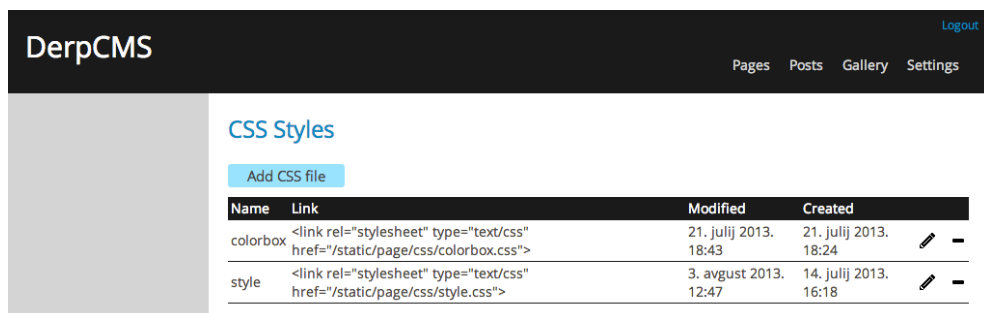 Logout
DerpCMS
Pages Posts Gallery Settings
CSS Styles
Add CSS file
Name Link Modified Created
colorbox <link rel="stylesheet" type="text/css" href="/static/page/css/colorbox.css"> 21. julij 2013. 18:43 21. julij 2013. 18:24
style <link rel="stylesheet" type="text/css" href="/static/page/css/style.css"> 3. avgust 2013. 12:47 14. julij 2013. 16:18